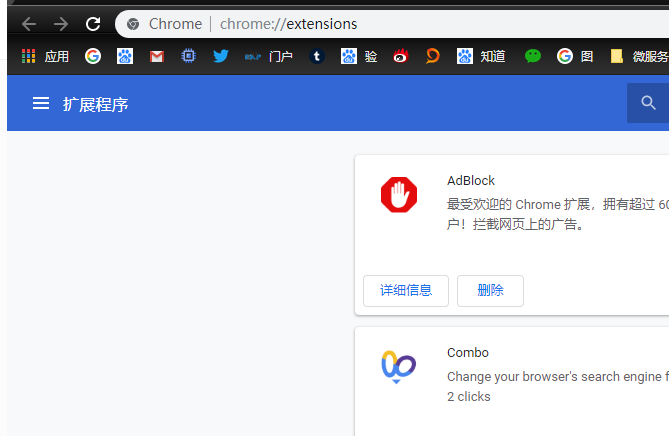 Chrome | chrome://extensions
应用 门户 t 验 知道 图 微服务
扩展程序
AdBlock
最受欢迎的 Chrome 扩展，拥有超过 60
户！拦截网页上的广告。
详细信息 删除
Combo
Change your browser's search engine f
2 clicks